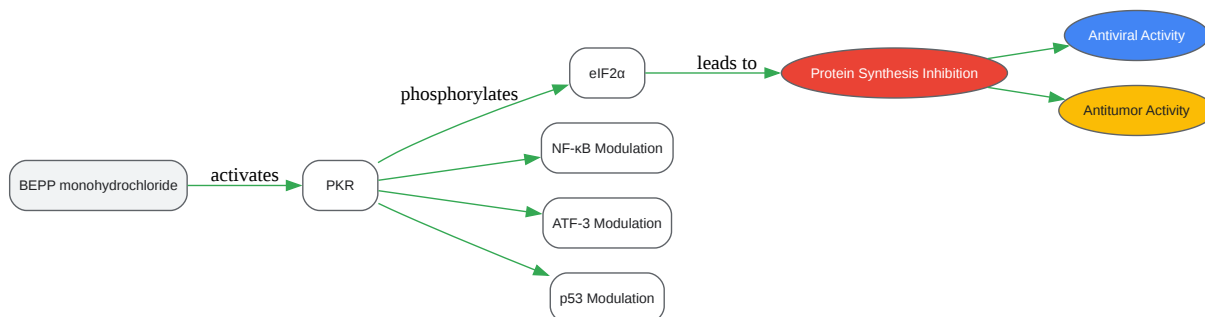 BEPP monohydrochloride
activates
PKR
phosphorylates
eIF2α
leads to
Protein Synthesis Inhibition
Antiviral Activity
Antitumor Activity
NF-κB Modulation
ATF-3 Modulation
p53 Modulation